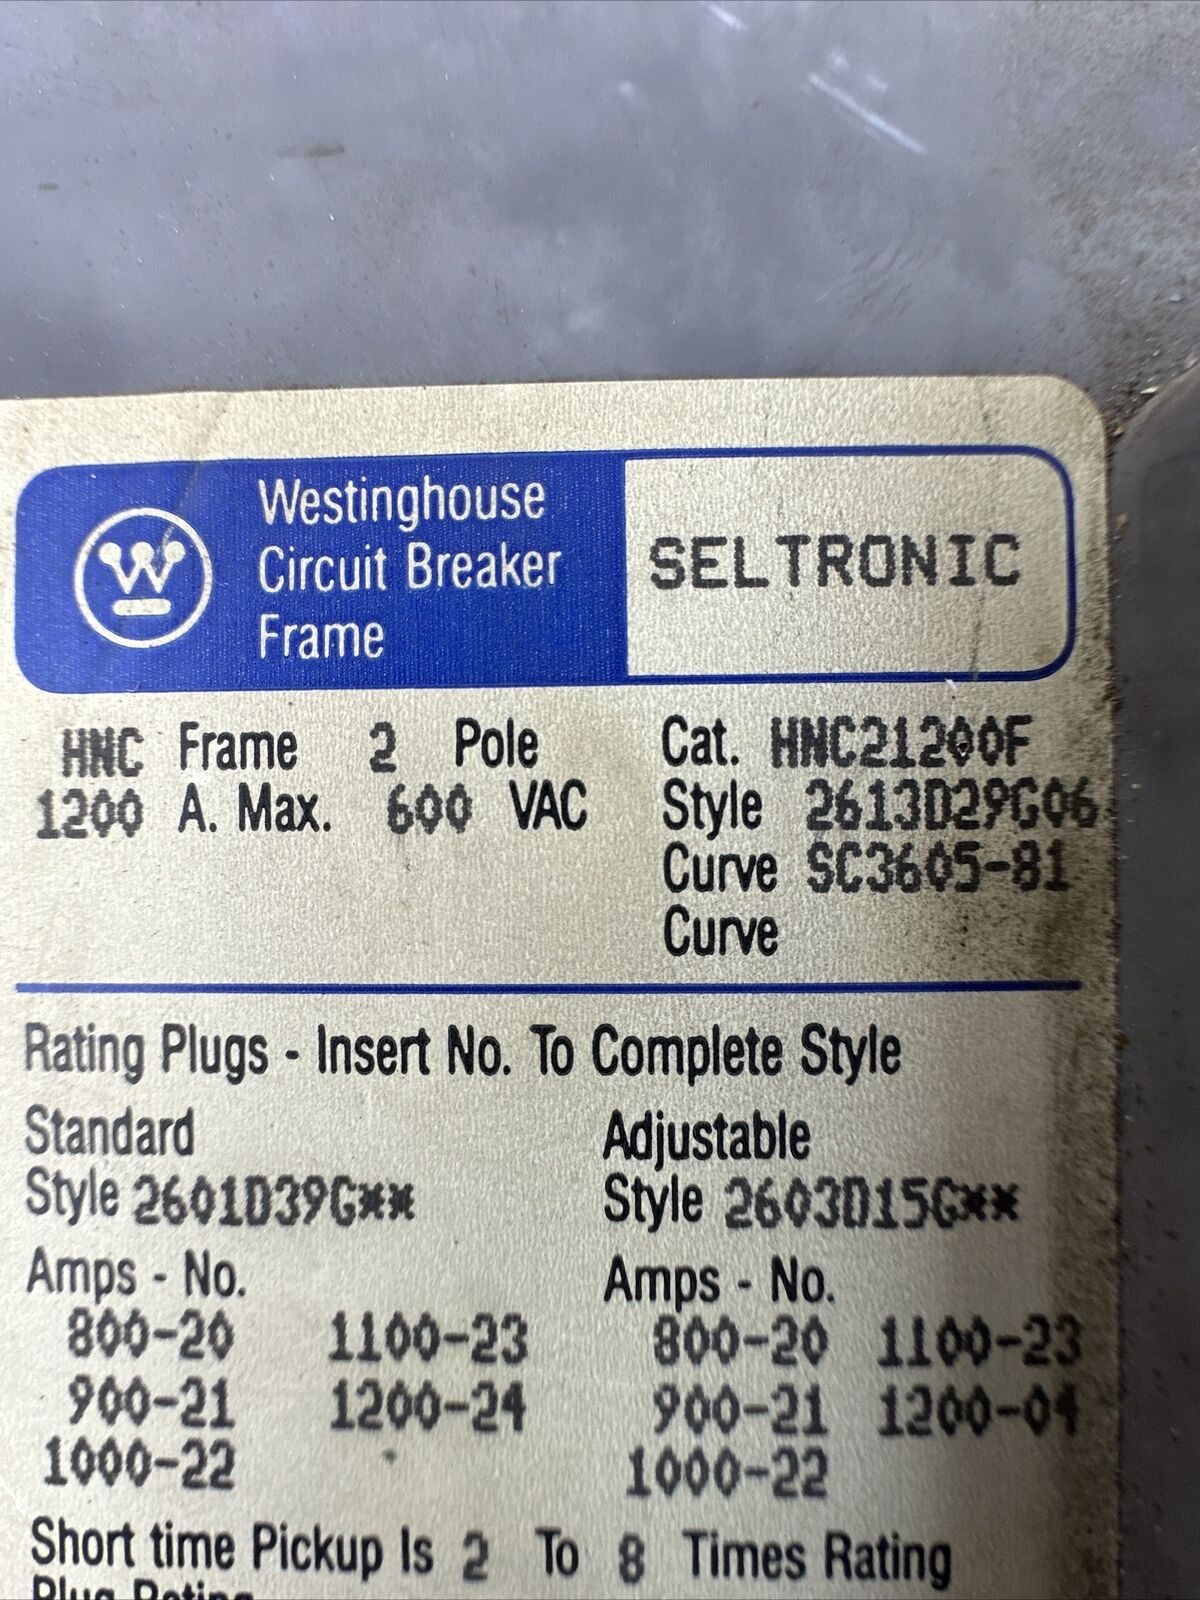 W
Westinghouse
Circuit Breaker
Frame
SELTRONIC
HNC Frame 2 Pole
1200 A. Max. 600 VAC
Cat. HNC21200F
Style 2613D29G06
Curve SC3605-81
Curve
Rating Plugs - Insert No. To Complete Style
Standard
Style 2601D39G**
Amps - No.
800-20 1100-23
900-21 1200-24
1000-22
Adjustable
Style 2603D15G**
Amps - No.
800-20 1100-23
900-21 1200-04
1000-22
Short time Pickup Is 2 To 8 Times Rating
Plug Rating